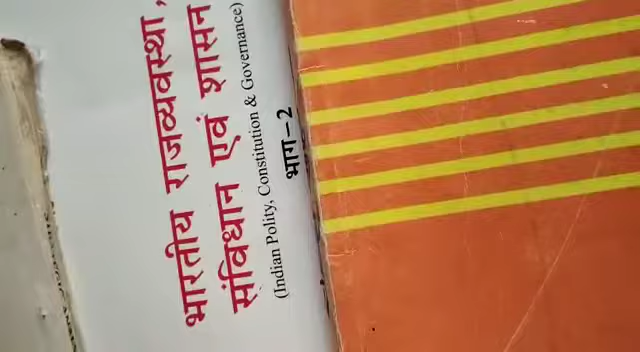 भारतीय राजव्यवस्था,
संविधान एवं शासन
(Indian Polity, Constitution & Governance)
भाग–2